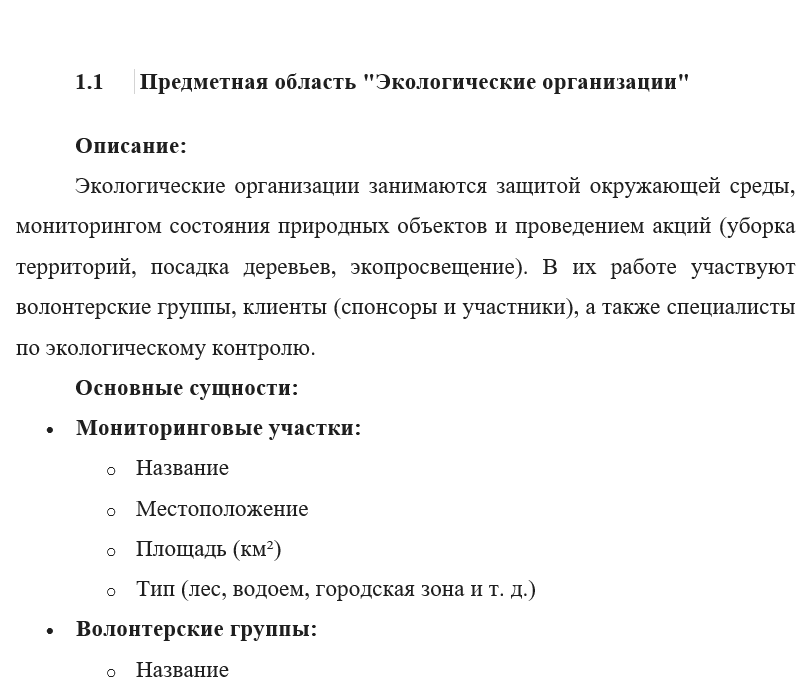 1.1 Предметная область "Экологические организации"
Описание:
Экологические организации занимаются защитой окружающей среды,
мониторингом состояния природных объектов и проведением акций (уборка
территорий, посадка деревьев, экопросвещение). В их работе участвуют
волонтерские группы, клиенты (спонсоры и участники), а также специалисты
по экологическому контролю.
Основные сущности:
• Мониторинговые участки:
o Название
o Местоположение
o Площадь (км²)
o Тип (лес, водоем, городская зона и т. д.)
• Волонтерские группы:
o Название